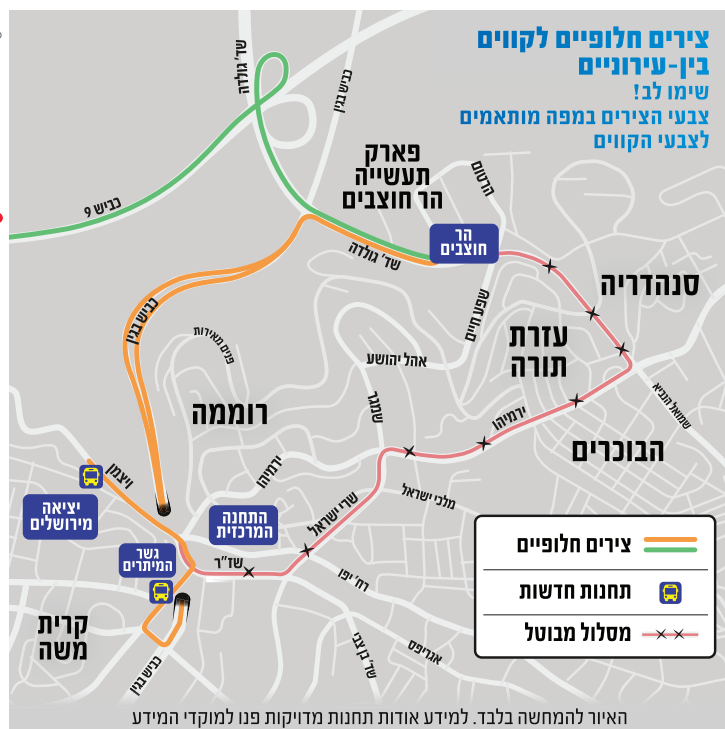 צירים חלופיים לקווים
בין-עירוניים
שימו לב!
צבעי הצירים במפה מותאמים
לצבעי הקווים
שד' גולדה
כביש בגין
פארק
תעשייה
הר חוצבים
הרטום
כביש 9
הר
חוצבים
שד' גולדה
סנהדריה
כביש בגין
שפע חיים
עזרת
תורה
פנים מאירות
אהל יהושע
שמואל הנביא
רוממה
שמגר
ירמיהו
הבוכרים
ירמיהו
ויצמן
מלכי ישראל
שרי ישראל
יציאה
מירושלים
התחנה
המרכזית
צירים חלופיים
גשר
המיתרים
שז"ר
רח' יפו
תחנות חדשות
קרית
משה
אגריפס
מסלול מבוטל
שד' בן צבי
כביש בגין
האיור להמחשה בלבד. למידע אודות תחנות מדויקות פנו למוקדי המידע